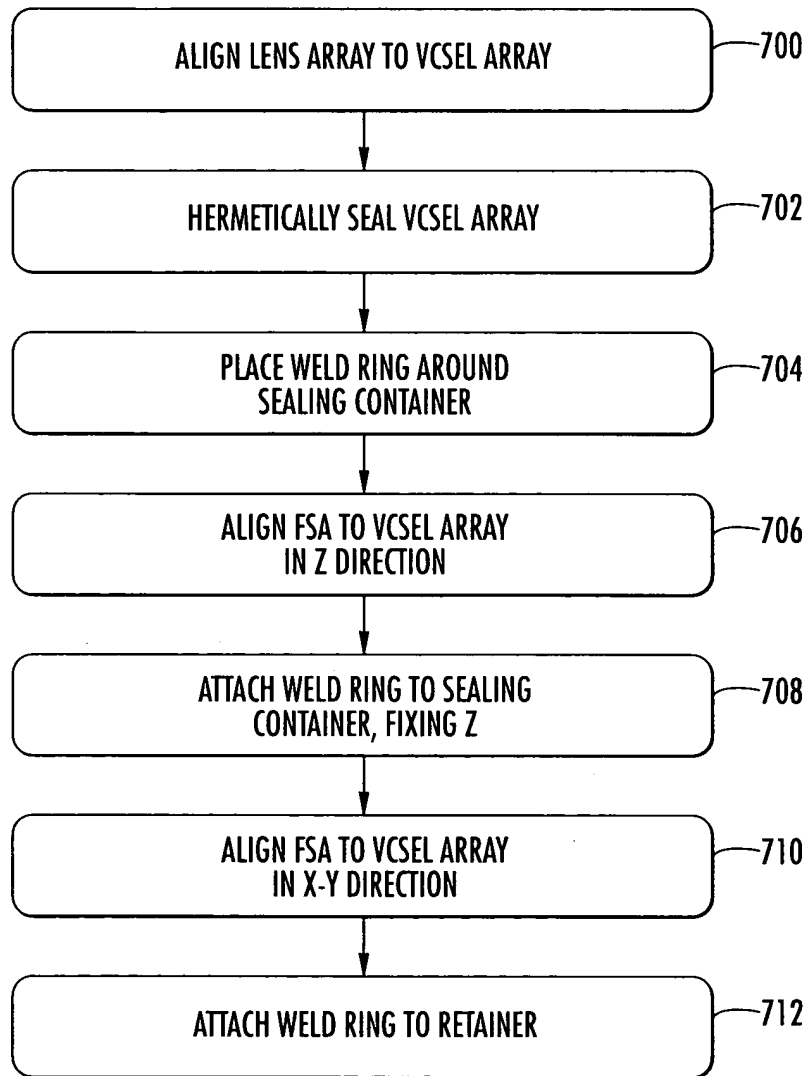 ALIGN LENS ARRAY TO VCSEL ARRAY
700
HERMETICALLY SEAL VCSEL ARRAY
702
PLACE WELD RING AROUND
SEALING CONTAINER
704
ALIGN FSA TO VCSEL ARRAY
IN Z DIRECTION
706
ATTACH WELD RING TO SEALING
CONTAINER, FIXING Z
708
ALIGN FSA TO VCSEL ARRAY
IN X-Y DIRECTION
710
ATTACH WELD RING TO RETAINER
712